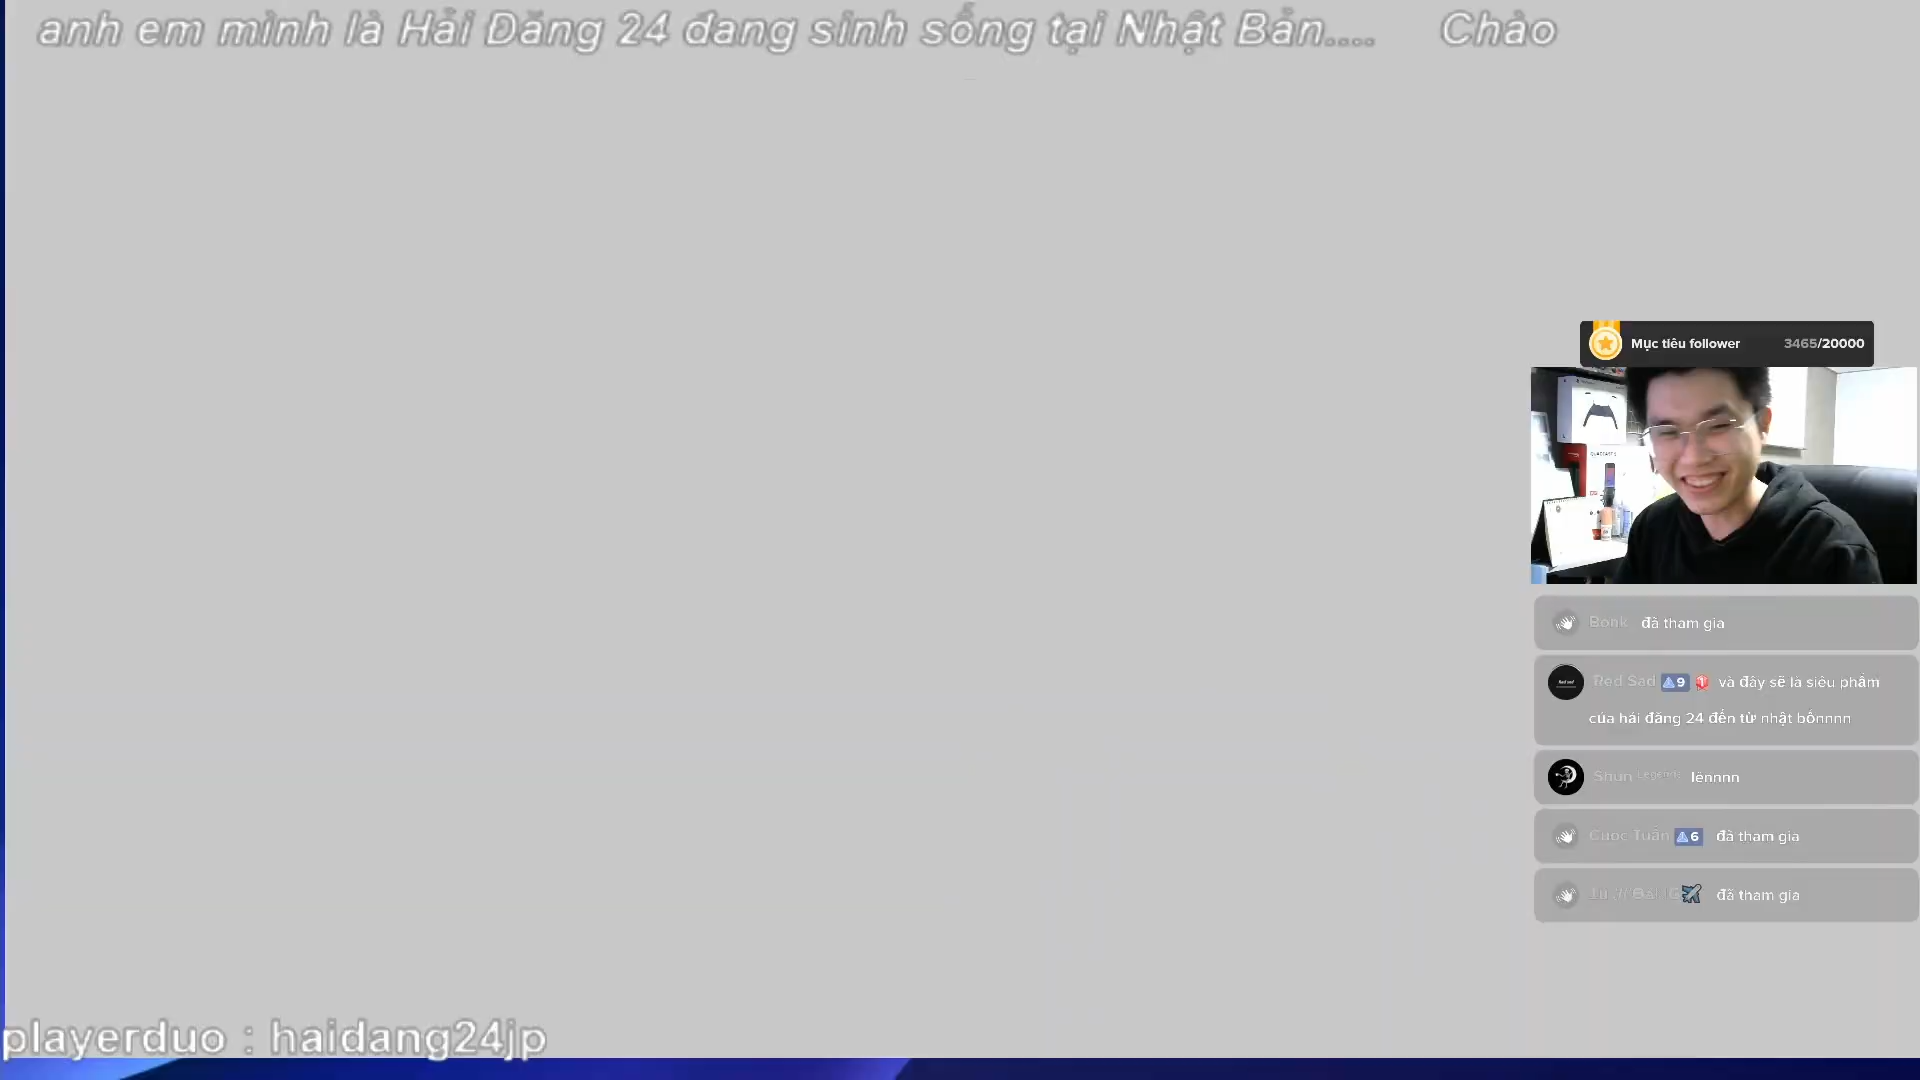 anh em mình là Hải Đăng 24 đang sinh sống tại Nhật Bản.... Chào
Mục tiêu follower 3465/20000
Bonk đã tham gia
Red Sad 9 và đây sẽ là siêu phẩm
của hải đăng 24 đến từ nhật bônnnn
Shun Legend lênnnn
Cuoc Tuấn 6 đã tham gia
đã tham gia
playerduo : haidang24jp